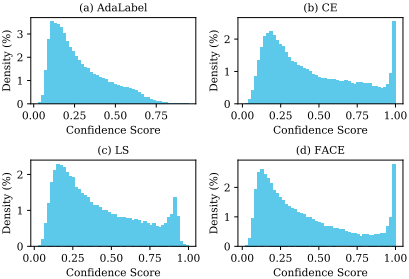 (a) AdaLabel
Density (%)
3
2
1
0
0.00 0.25 0.50 0.75
Confidence Score
(b) CE
Density (%)
2
1
0
0.00 0.25 0.50 0.75 1.00
Confidence Score
(c) LS
Density (%)
2
1
0
0.00 0.25 0.50 0.75 1.00
Confidence Score
(d) FACE
Density (%)
2
1
0
0.00 0.25 0.50 0.75 1.00
Confidence Score